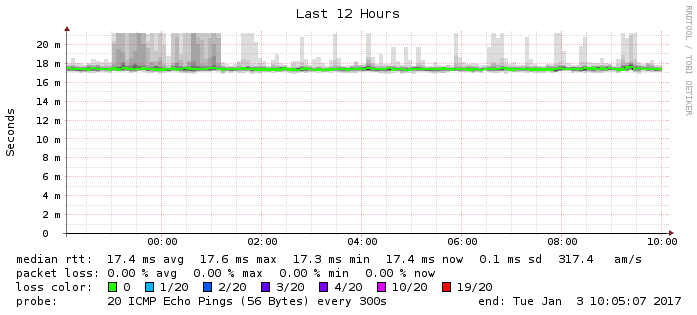 Last 12 Hours
RRDTOOL / TOBI OETIKER
Seconds
20 m
18 m
16 m
14 m
12 m
10 m
8 m
6 m
4 m
2 m
0
00:00 02:00 04:00 06:00 08:00 10:00
median rtt: 17.4 ms avg 17.6 ms max 17.3 ms min 17.4 ms now 0.1 ms sd 317.4 am/s
packet loss: 0.00 % avg 0.00 % max 0.00 % min 0.00 % now
loss color: 0 1/20 2/20 3/20 4/20 10/20 19/20
probe: 20 ICMP Echo Pings (56 Bytes) every 300s end: Tue Jan 3 10:05:07 2017